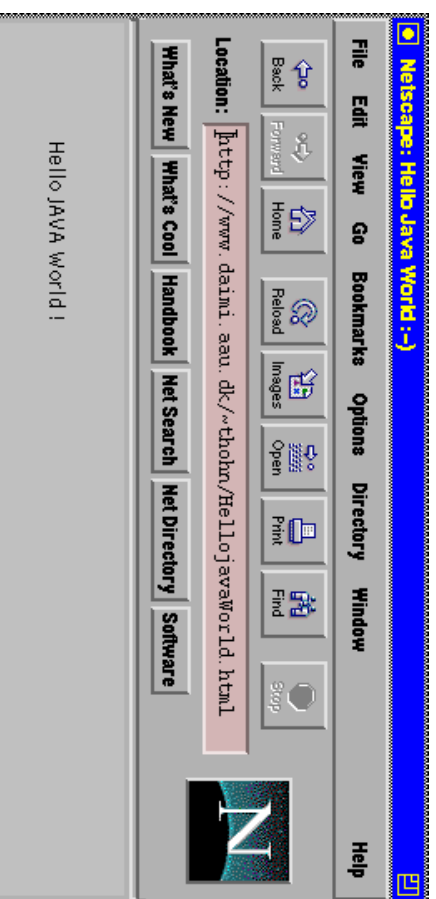 Netscape: Hello Java World :-)
File Edit View Go Bookmarks Options Directory Window Help
Back Forward Home Reload Images Open Print Find Stop
Location: http://www.daimi.aau.dk/~thohn/HellojavaWorld.html
What's New What's Cool Handbook Net Search Net Directory Software
N
Hello JAVA World !